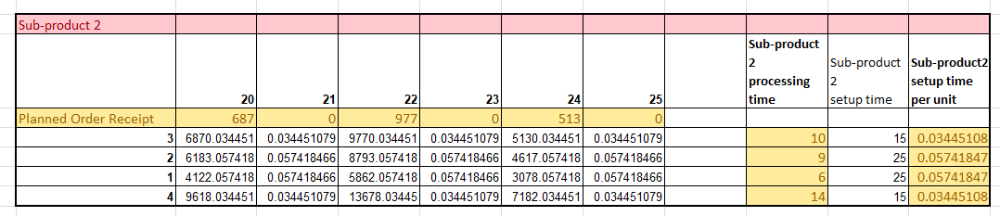 Sub-product 2
20 21 22 23 24 25 Sub-product 2 processing time Sub-product 2 setup time Sub-product2 setup time per unit
Planned Order Receipt 687 0 977 0 513 0
3 6870.034451 0.034451079 9770.034451 0.034451079 5130.034451 0.034451079 10 15 0.03445108
2 6183.057418 0.057418466 8793.057418 0.057418466 4617.057418 0.057418466 9 25 0.05741847
1 4122.057418 0.057418466 5862.057418 0.057418466 3078.057418 0.057418466 6 25 0.05741847
4 9618.034451 0.034451079 13678.03445 0.034451079 7182.034451 0.034451079 14 15 0.03445108